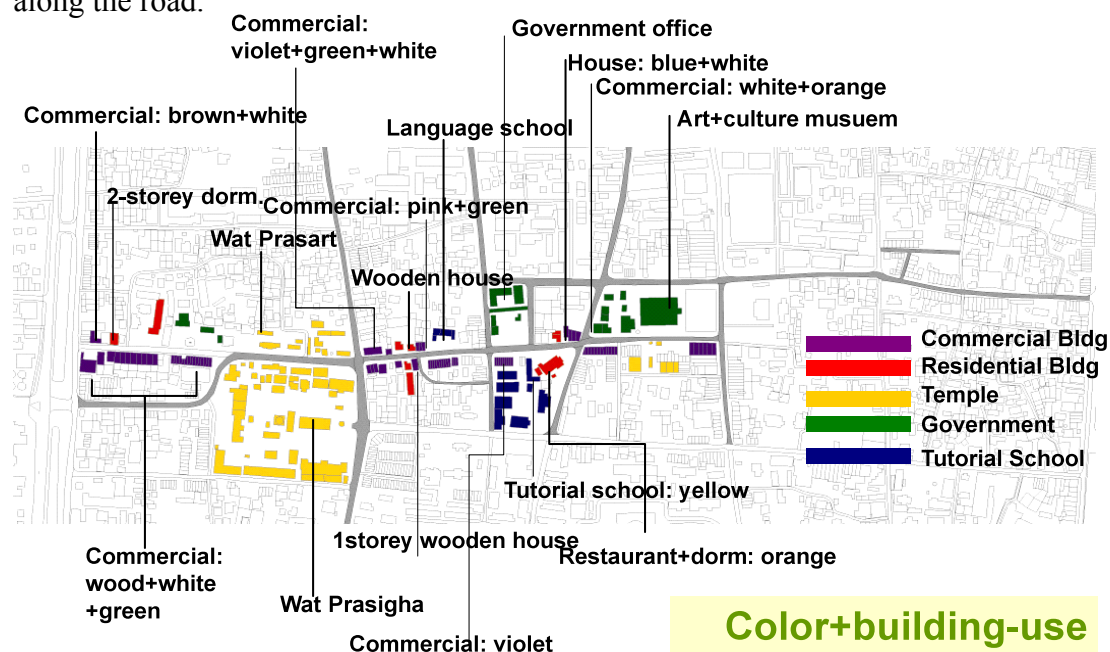 along the road.
Commercial:
violet+green+white
Government office
House: blue+white
Commercial: white+orange
Commercial: brown+white
Language school
Art+culture musuem
2-storey dorm.
Commercial: pink+green
Wat Prasart
Wooden house
Commercial Bldg
Residential Bldg
Temple
Government
Tutorial School
Tutorial school: yellow
1storey wooden house
Restaurant+dorm: orange
Commercial:
wood+white
+green
Wat Prasigha
Commercial: violet
Color+building-use